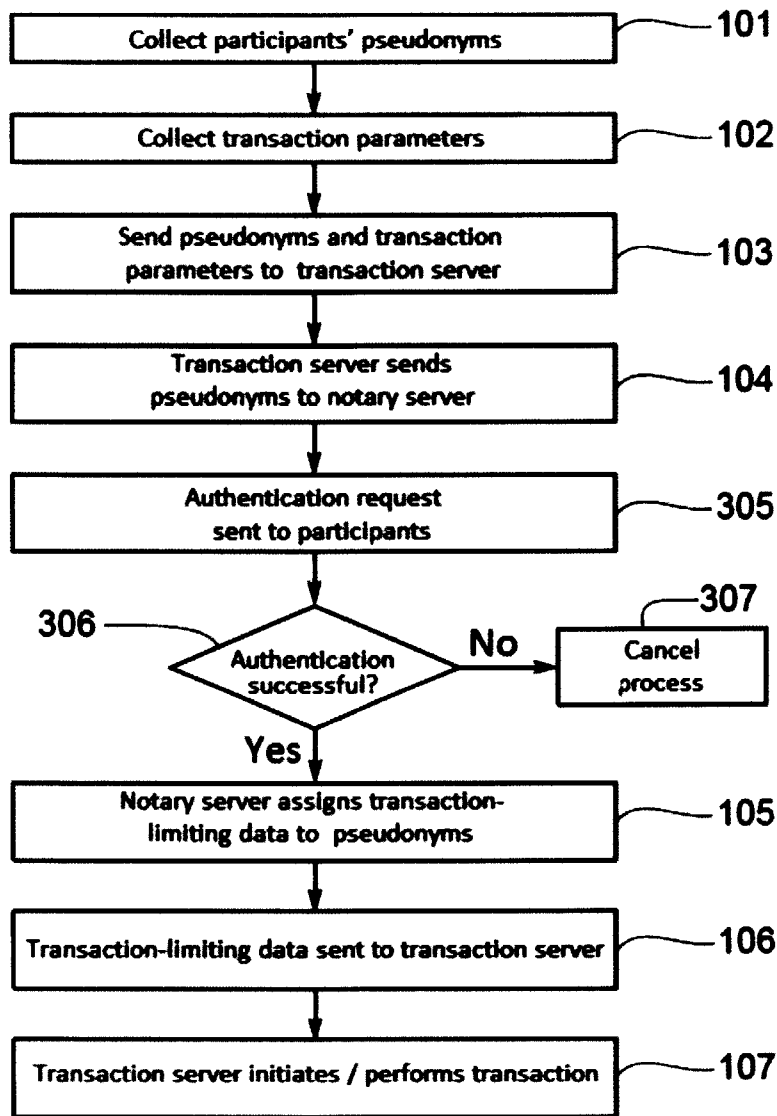 Collect participants' pseudonyms
101
Collect transaction parameters
102
Send pseudonyms and transaction
parameters to transaction server
103
Transaction server sends
pseudonyms to notary server
104
Authentication request
sent to participants
305
306
Authentication
successful?
No
307
Cancel
process
Yes
Notary server assigns transaction-
limiting data to pseudonyms
105
Transaction-limiting data sent to transaction server
106
Transaction server initiates / performs transaction
107